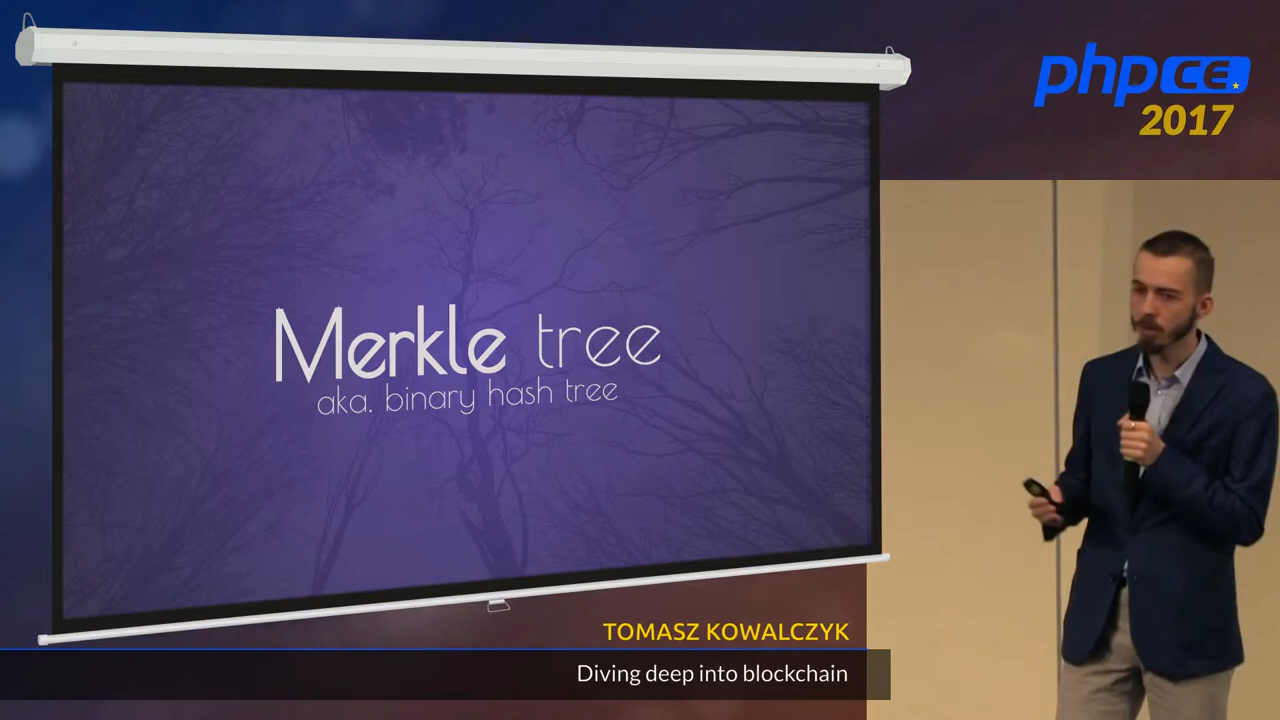 phpCE
2017
Merkle tree
aka. binary hash tree
TOMASZ KOWALCZYK
Diving deep into blockchain